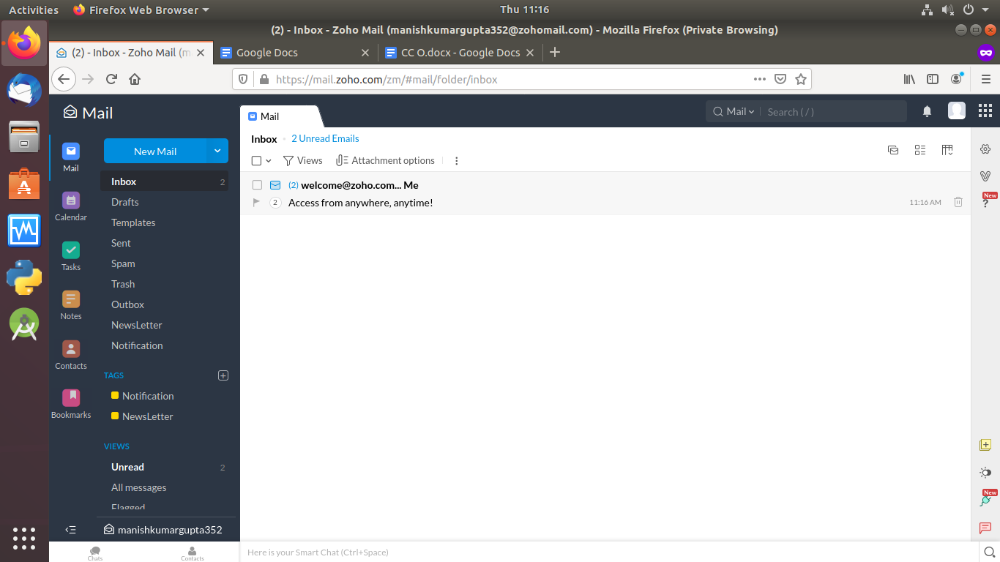 Activities
Firefox Web Browser
Thu 11:16
(2) - Inbox - Zoho Mail (manishkumargupta352@zohomail.com) - Mozilla Firefox (Private Browsing)
(2) - Inbox - Zoho Mail (m
Google Docs
CC O.docx - Google Docs
https://mail.zoho.com/zm/#mail/folder/inbox
Mail
Mail
Mail
Search ( / )
Inbox
2 Unread Emails
New Mail
Views
Attachment options
Mail
Calendar
Tasks
Notes
Contacts
Bookmarks
Inbox 2
Drafts
Templates
Sent
Spam
Trash
Outbox
NewsLetter
Notification
TAGS
Notification
NewsLetter
VIEWS
Unread 2
All messages
Flagged
manishkumargupta352
(2) welcome@zoho.com... Me
2 Access from anywhere, anytime! 11:16 AM
New
New
Chats
Contacts
Here is your Smart Chat (Ctrl+Space)